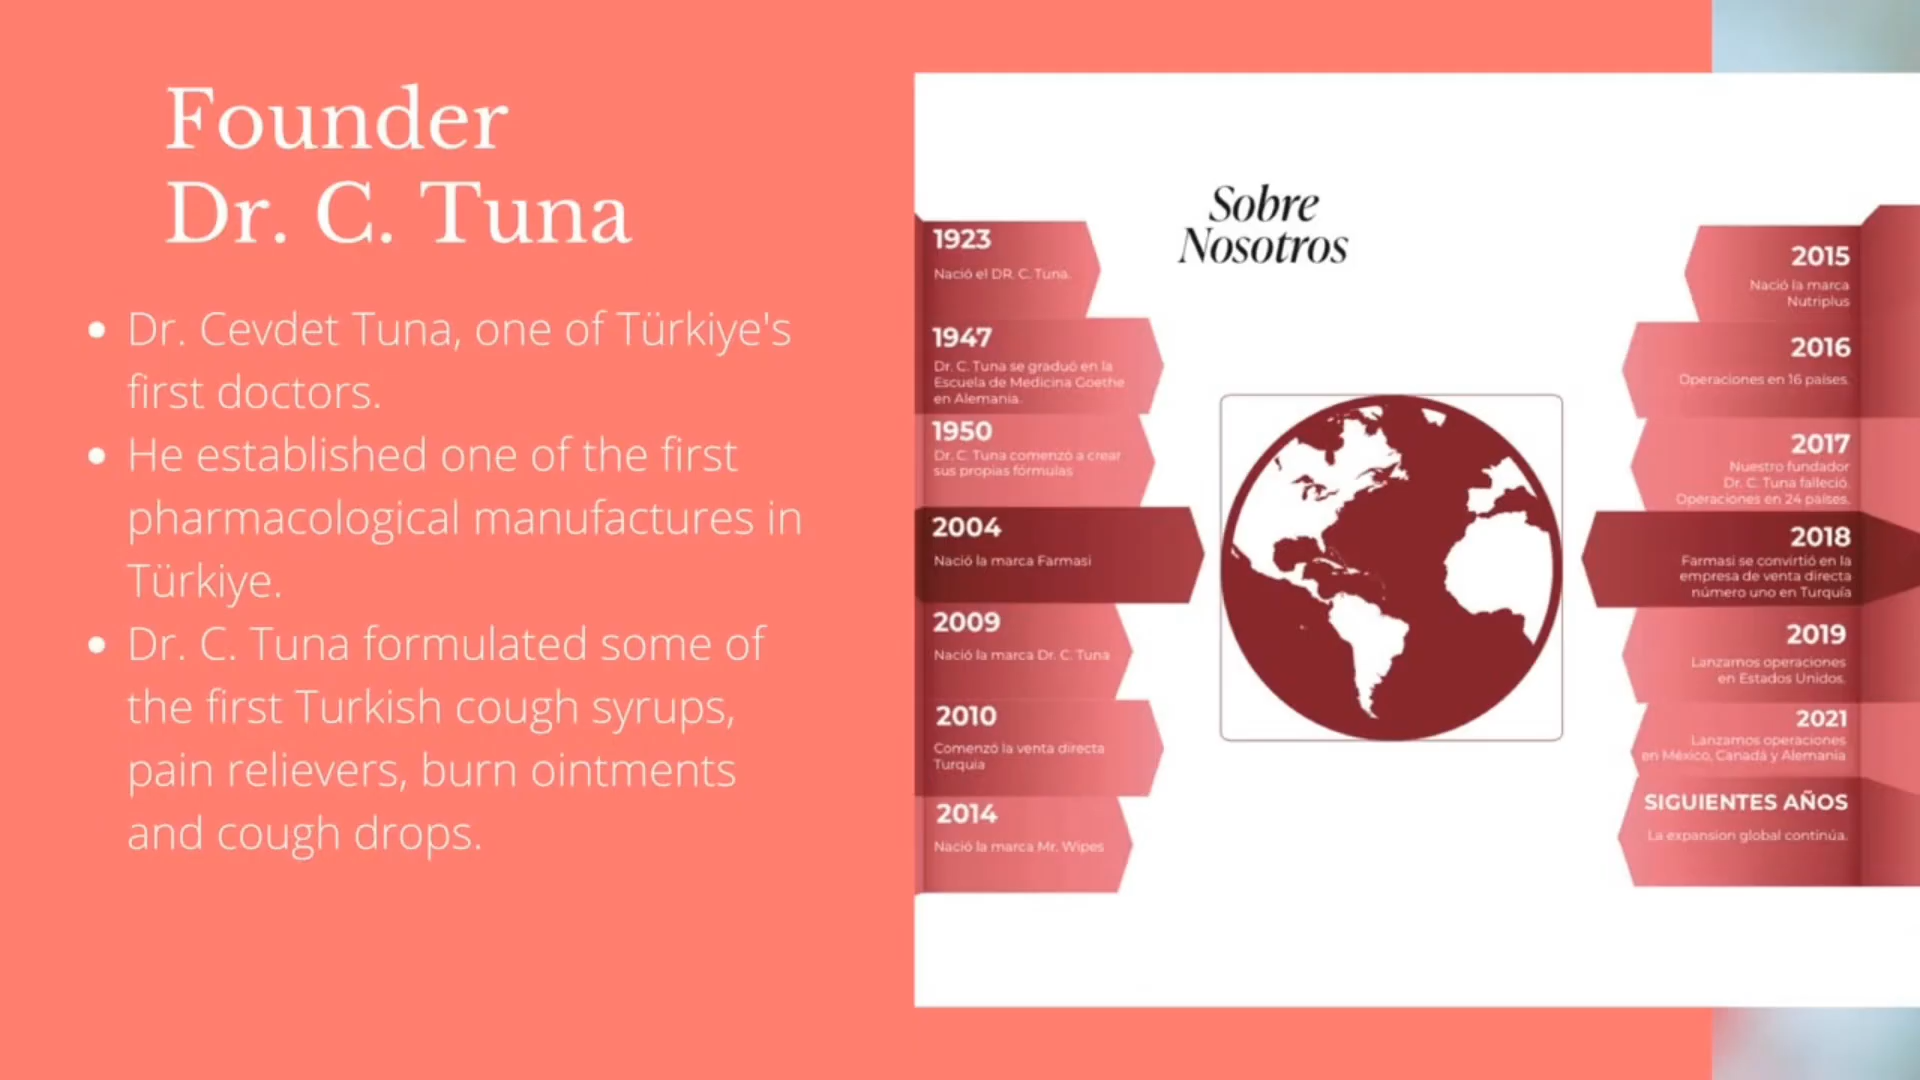 Founder
Dr. C. Tuna
• Dr. Cevdet Tuna, one of Türkiye's
first doctors.
• He established one of the first
pharmacological manufactures in
Türkiye.
• Dr. C. Tuna formulated some of
the first Turkish cough syrups,
pain relievers, burn ointments
and cough drops.
Sobre
Nosotros
1923
Nació el DR. C. Tuna.
1947
Dr. C. Tuna se graduó en la
Escuela de Medicina Goethe
en Alemania.
1950
Dr. C. Tuna comenzó a crear
sus propias fórmulas
2004
Nació la marca Farmasi
2009
Nació la marca Dr. C. Tuna
2010
Comenzó la venta directa
Turquia
2014
Nació la marca Mr. Wipes
2015
Nació la marca
Nutriplus
2016
Operaciones en 16 países.
2017
Nuestro fundador
Dr. C. Tuna falleció.
Operaciones en 24 países.
2018
Farmasi se convirtió en la
empresa de venta directa
número uno en Turquía
2019
Lanzamos operaciones
en Estados Unidos.
2021
Lanzamos operaciones
en México, Canadá y Alemania
SIGUIENTES AÑOS
La expansion global continúa.